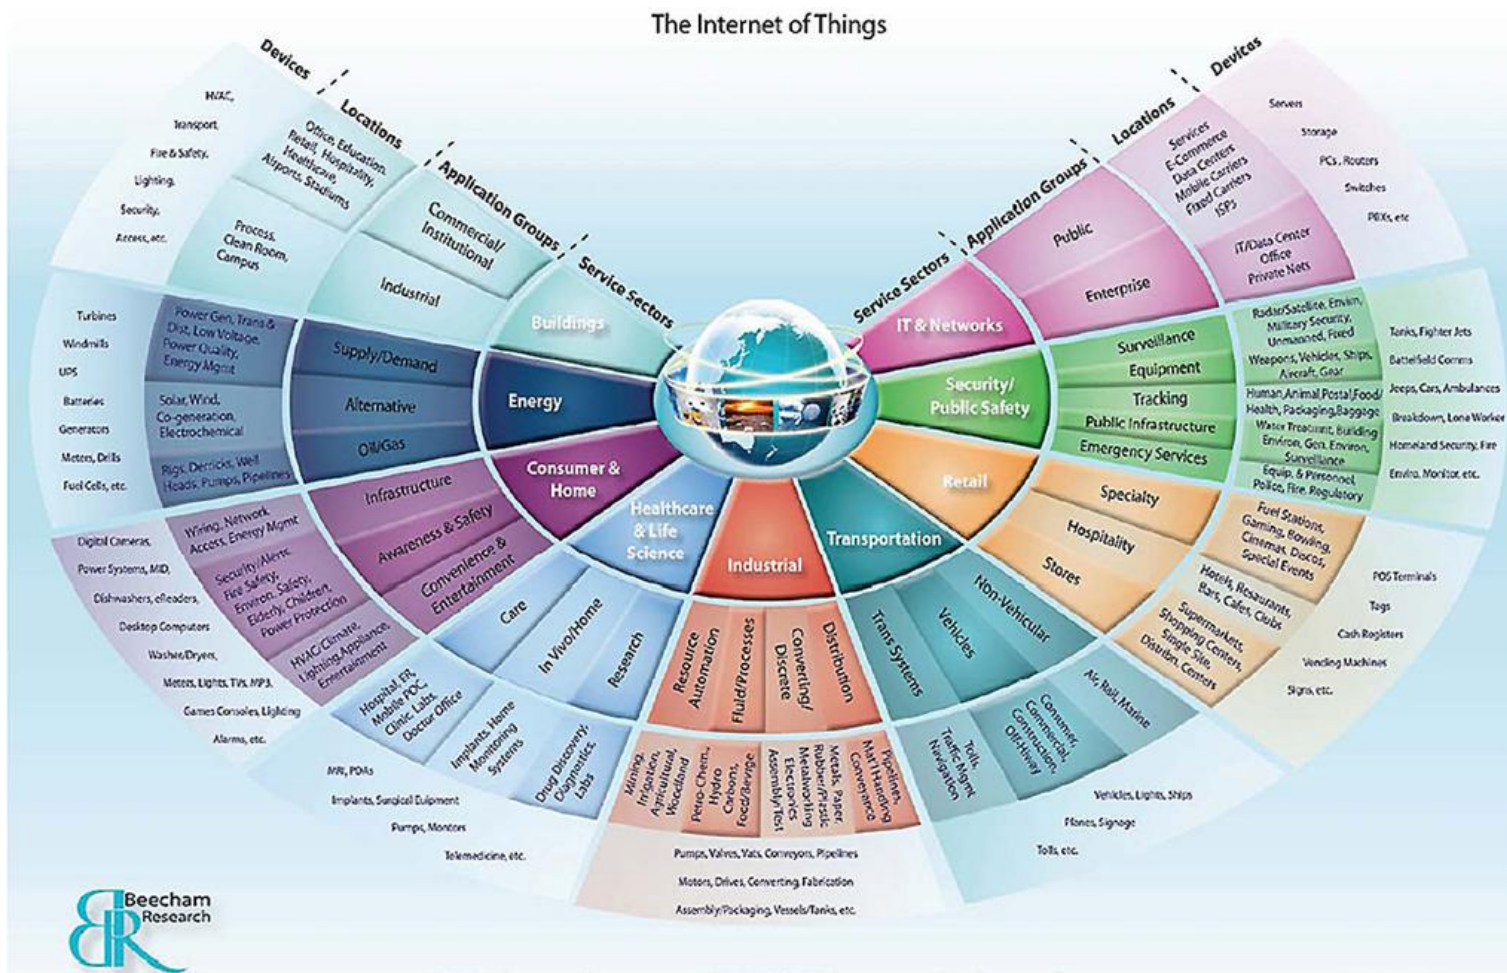 The Internet of Things
Devices
Locations
Application Groups
Service Sectors
HVAC,
Transport,
Fire & Safety,
Lighting,
Security,
Access, etc.
Office, Education,
Retail, Hospitality,
Healthcare,
Airports, Stadiums
Process,
Clean Room,
Campus
Commercial/
Institutional
Industrial
Buildings
Turbines
Windmills
UPS
Batteries
Generators
Meters, Drills
Fuel Cells, etc.
Power Gen, Trans &
Dist, Low Voltage,
Power Quality,
Energy Mgmt
Solar, Wind,
Co-generation,
Electrochemical
Rigs, Derricks, Well
Heads, Pumps, Pipelines
Supply/Demand
Alternative
Oil/Gas
Energy
Digital Cameras,
Power Systems, MID,
Dishwashers, eReaders,
Desktop Computers
Washer/Dryers,
Meters, Lights, TVs, MP3,
Games Consoles, Lighting
Alarms, etc.
Wiring, Network
Access, Energy Mgmt
Security/Alerts,
Fire Safety,
Environ. Safety,
Elderly, Children,
Power Protection
HVAC/Climate,
Lighting, Appliance,
Entertainment
Infrastructure
Awareness & Safety
Convenience &
Entertainment
Consumer &
Home
MRI, PDAs
Implants, Surgical Euipment
Pumps, Monitors
Telemedicine, etc.
Hospital, ER,
Mobile POC,
Clinic, Labs,
Doctor Office
Implants, Home
Monitoring
Systems
Drug Discovery,
Diagnostics,
Labs
Care
In Vivo/Home
Research
Healthcare
& Life
Science
Industrial
Resource
Automation
Fluid/Processes
Converting/
Discrete
Distribution
Mining,
Irrigation,
Agricultural,
Woodland
Petro-Chem.,
Hydro
Carbons,
Food/Bevrge
Metals, Paper,
Rubber/Plastic
Metalworking
Electronics
Assembly/Test
Pipelines,
Mat'l Handing
Conveyance
Pumps, Valves, Vats, Conveyors, Pipelines
Motors, Drives, Converting, Fabrication
Assembly/Packaging, Vessels/Tanks, etc.
Transportation
Trans Systems
Vehicles
Non-Vehicular
Tolls,
Traffic Mgmt
Navigation
Consumer,
Commercial,
Construction,
Off-Hiway
Air, Rail, Marine
Vehicles, Lights, Ships
Planes, Signage
Tolls, etc.
Retail
Specialty
Hospitality
Stores
Fuel Stations,
Gaming, Bowling,
Cinemas, Discos,
Special Events
Hotels, Resaurants,
Bars, Cafes, Clubs
Supermarkets,
Shopping Centers,
Single Site,
Distribn. Centers
POS Terminals
Tags
Cash Registers
Vending Machines
Signs, etc.
Security/
Public Safety
Surveillance
Equipment
Tracking
Public Infrastructure
Emergency Services
Radar/Satellite, Environ,
Military Security,
Unmanned, Fixed
Weapons, Vehicles, Ships,
Aircraft, Gear
Human, Animal, Postal, Food/
Health, Packaging, Baggage
Water Treatment, Building
Environ, Gen. Environ,
Surveillance
Equip. & Personnel,
Police, Fire, Regulatory
Tanks, Fighter Jets
Battelfield Comms
Jeeps, Cars, Ambulances
Breakdown, Lone Worker
Homeland Security, Fire
Enviro. Monitor, etc.
IT & Networks
Public
Enterprise
Services
E-Commerce
Data Centers
Mobile Carriers
Fixed Carriers
ISPs
IT/Data Center
Office
Private Nets
Servers
Storage
PCs, Routers
Switches
PBXs, etc
Service Sectors
Application Groups
Locations
Devices
Beecham
Research